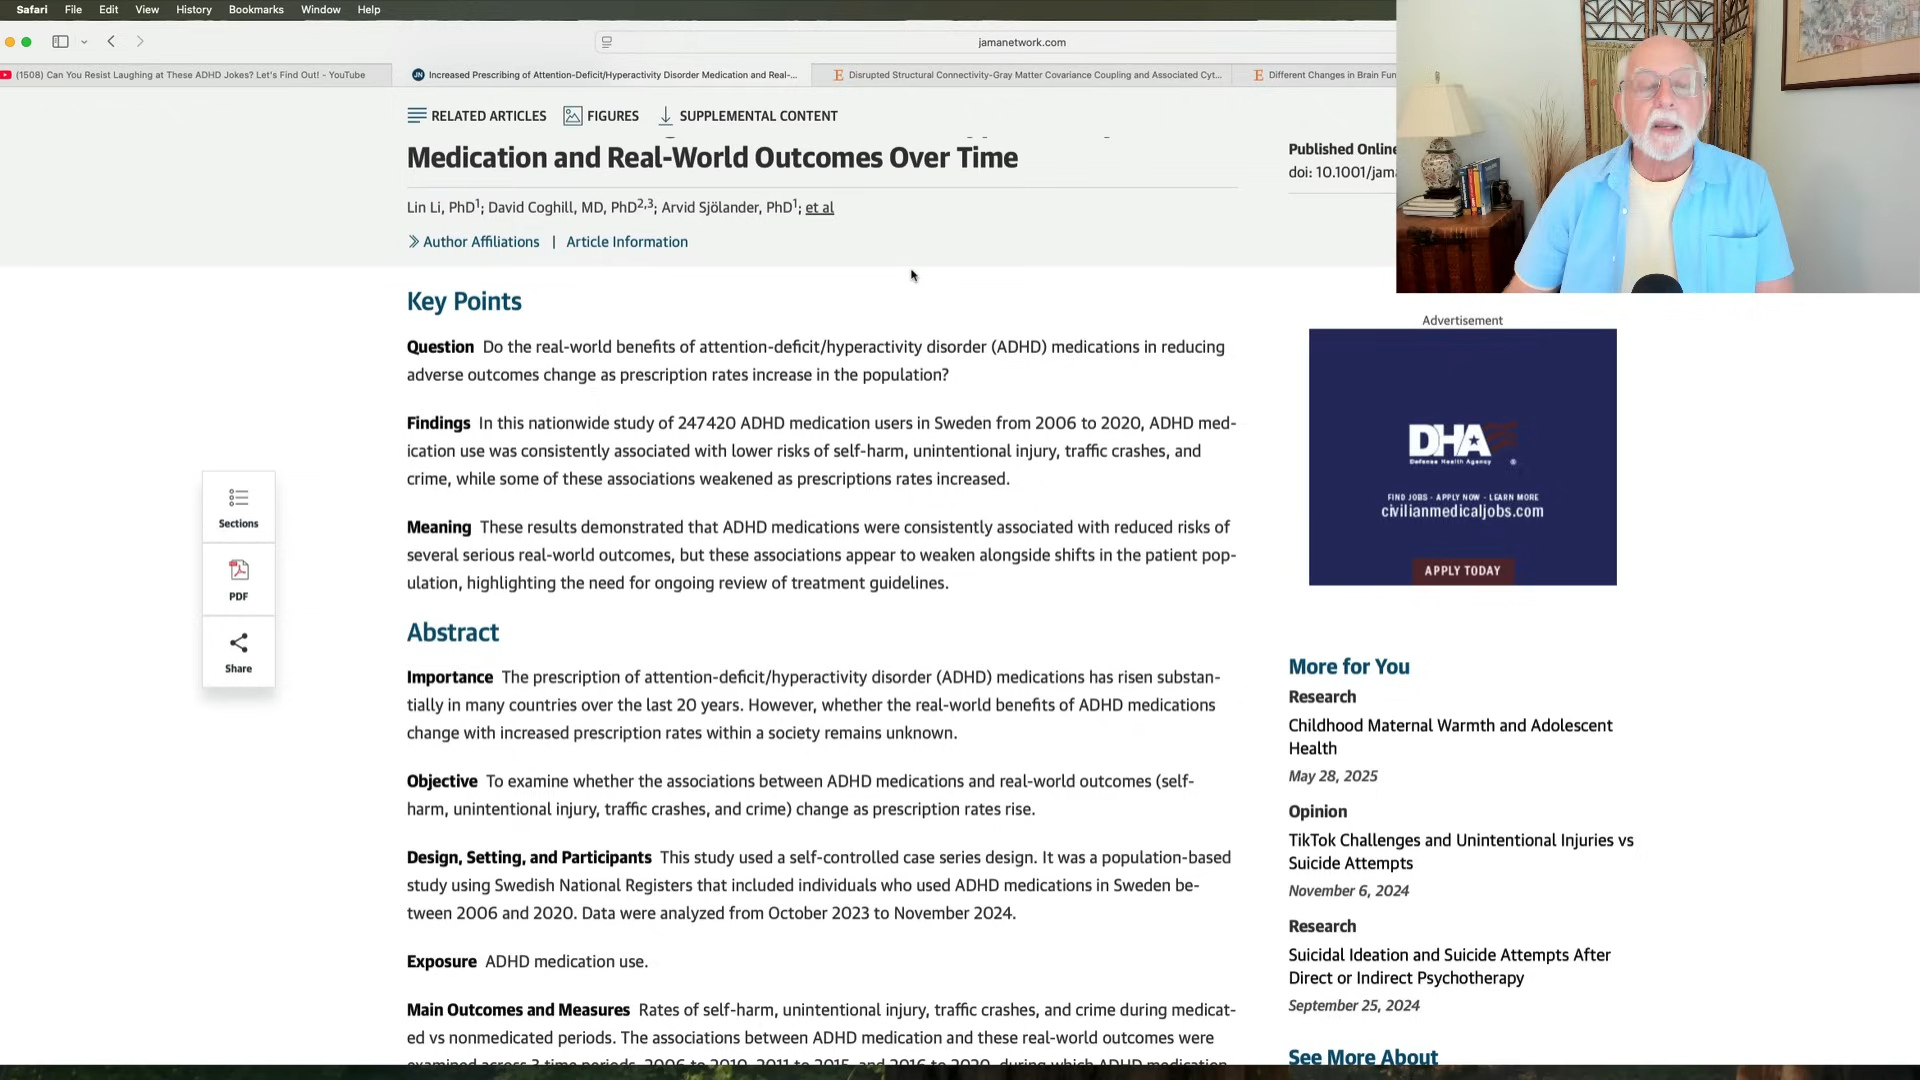 Safari File Edit View History Bookmarks Window Help
jamanetwork.com
(1508) Can You Resist Laughing at These ADHD Jokes? Let's Find Out! - YouTube
JN Increased Prescribing of Attention-Deficit/Hyperactivity Disorder Medication and Real-...
E Disrupted Structural Connectivity-Gray Matter Covariance Coupling and Associated Cyt...
E Different Changes in Brain Fun
RELATED ARTICLES FIGURES SUPPLEMENTAL CONTENT
Medication and Real-World Outcomes Over Time
Published Online
doi: 10.1001/jam
Lin Li, PhD1; David Coghill, MD, PhD2,3; Arvid Sjölander, PhD1; et al
Author Affiliations | Article Information
Key Points
Question Do the real-world benefits of attention-deficit/hyperactivity disorder (ADHD) medications in reducing
adverse outcomes change as prescription rates increase in the population?
Findings In this nationwide study of 247 420 ADHD medication users in Sweden from 2006 to 2020, ADHD med-
ication use was consistently associated with lower risks of self-harm, unintentional injury, traffic crashes, and
crime, while some of these associations weakened as prescriptions rates increased.
Meaning These results demonstrated that ADHD medications were consistently associated with reduced risks of
several serious real-world outcomes, but these associations appear to weaken alongside shifts in the patient pop-
ulation, highlighting the need for ongoing review of treatment guidelines.
Abstract
Importance The prescription of attention-deficit/hyperactivity disorder (ADHD) medications has risen substan-
tially in many countries over the last 20 years. However, whether the real-world benefits of ADHD medications
change with increased prescription rates within a society remains unknown.
Objective To examine whether the associations between ADHD medications and real-world outcomes (self-
harm, unintentional injury, traffic crashes, and crime) change as prescription rates rise.
Design, Setting, and Participants This study used a self-controlled case series design. It was a population-based
study using Swedish National Registers that included individuals who used ADHD medications in Sweden be-
tween 2006 and 2020. Data were analyzed from October 2023 to November 2024.
Exposure ADHD medication use.
Main Outcomes and Measures Rates of self-harm, unintentional injury, traffic crashes, and crime during medicat-
ed vs nonmedicated periods. The associations between ADHD medication and these real-world outcomes were
examined across 3 time periods, 2006 to 2010, 2011 to 2015, and 2016 to 2020, during which ADHD medication
Sections
PDF
Share
Advertisement
DHA
Defense Health Agency
FIND JOBS - APPLY NOW - LEARN MORE
civilianmedicaljobs.com
APPLY TODAY
More for You
Research
Childhood Maternal Warmth and Adolescent
Health
May 28, 2025
Opinion
TikTok Challenges and Unintentional Injuries vs
Suicide Attempts
November 6, 2024
Research
Suicidal Ideation and Suicide Attempts After
Direct or Indirect Psychotherapy
September 25, 2024
See More About